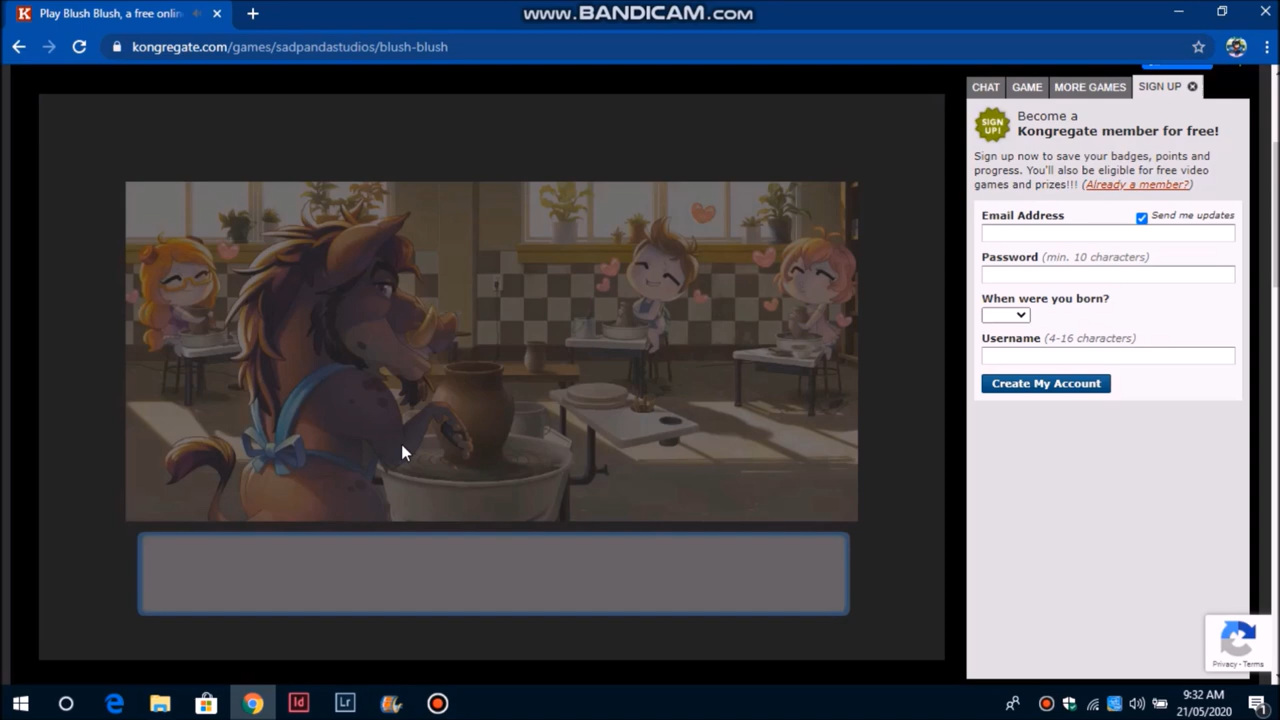 Play Blush Blush, a free onlin
www.BANDICAM.com
kongregate.com/games/sadpandastudios/blush-blush
CHAT
GAME
MORE GAMES
SIGN UP
SIGN UP!
Become a
Kongregate member for free!
Sign up now to save your badges, points and
progress. You'll also be eligible for free video
games and prizes!!! (Already a member?)
Email Address
Send me updates
Password (min. 10 characters)
When were you born?
Username (4-16 characters)
Create My Account
Privacy - Terms
Id
Lr
9:32 AM
21/05/2020
1